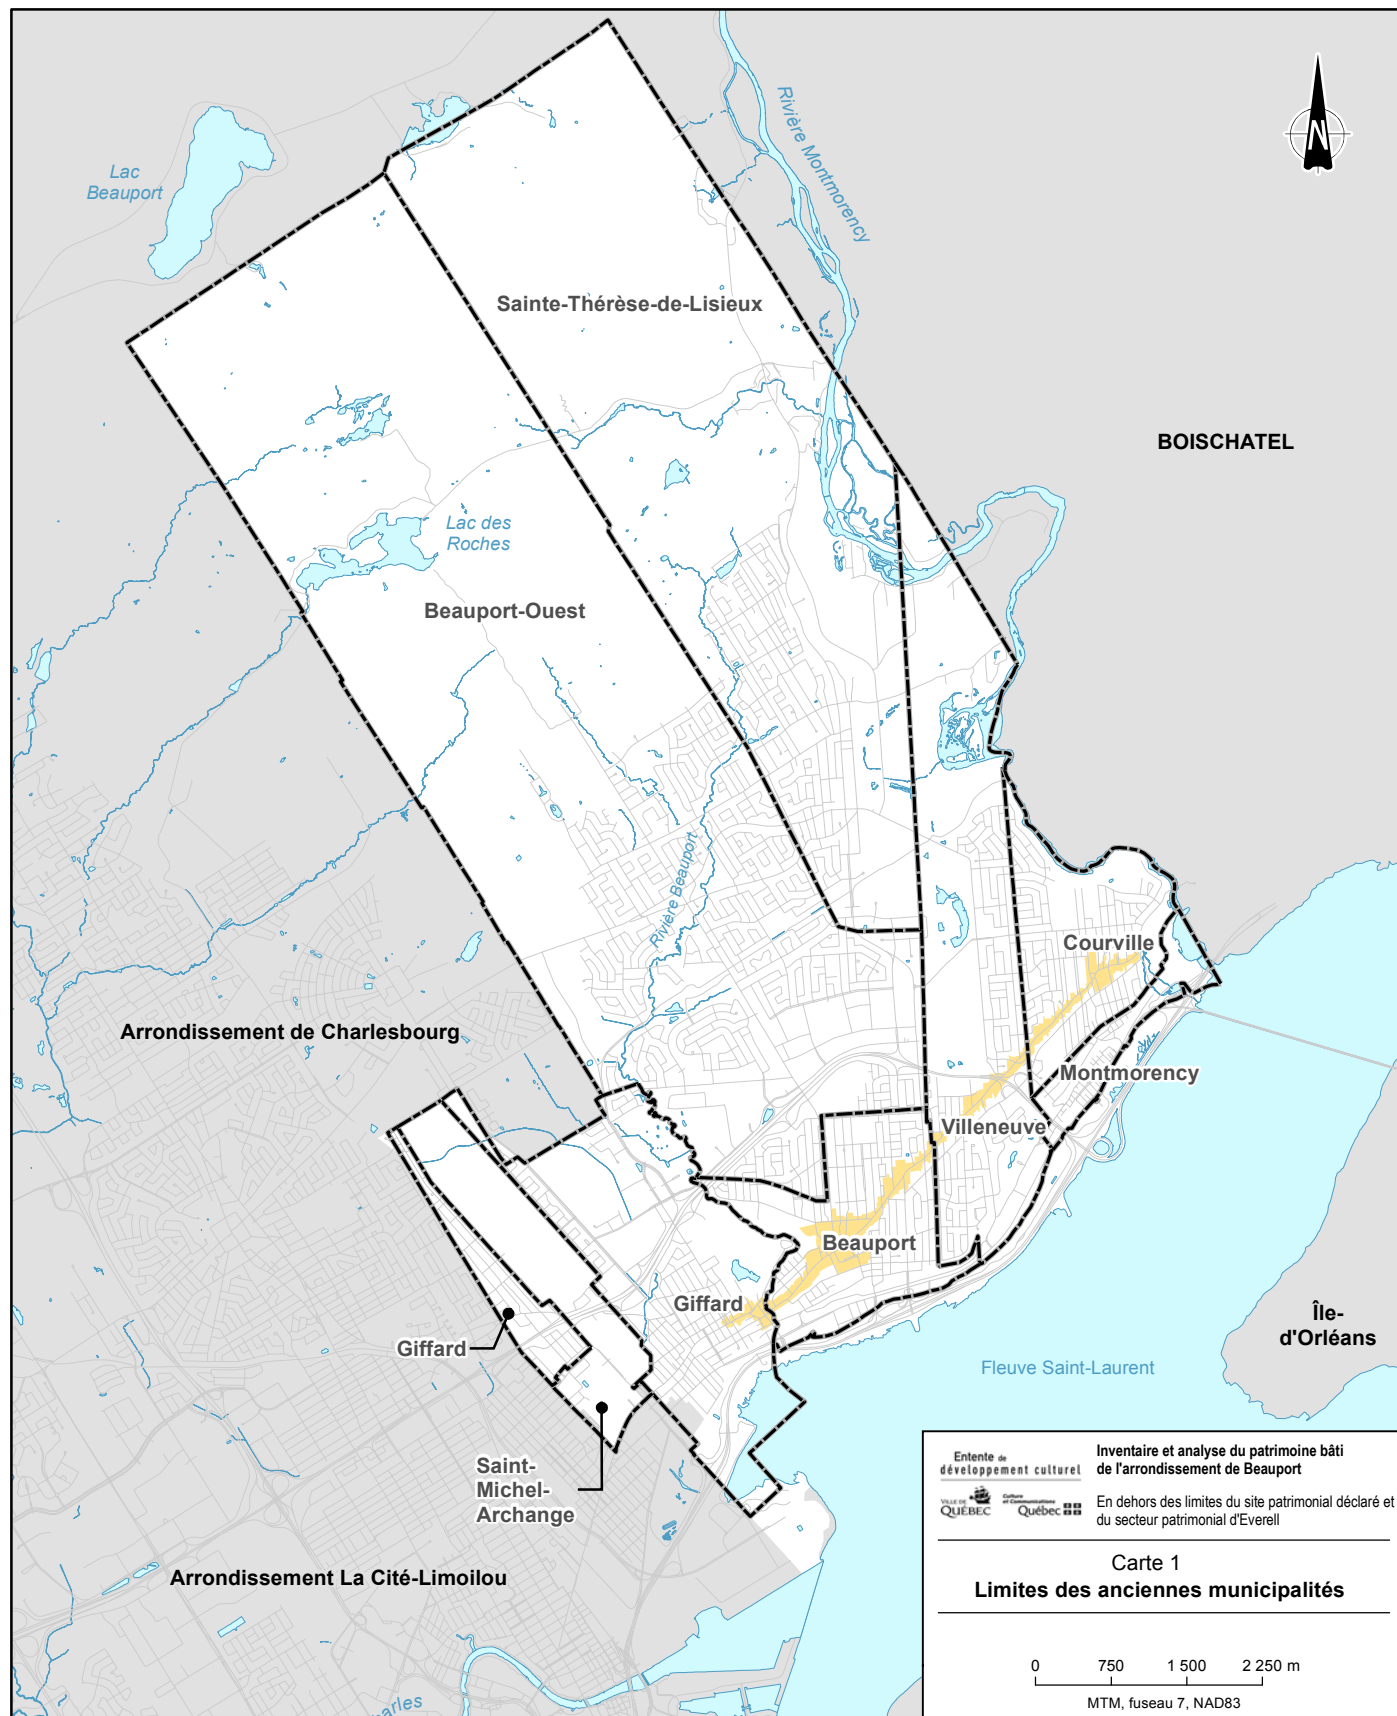 Lac
Beauport
Rivière Montmorency
N
Sainte-Thérèse-de-Lisieux
BOISCHATEL
Lac des
Roches
Beauport-Ouest
Rivière Beauport
Courville
Arrondissement de Charlesbourg
Montmorency
Villeneuve
Beauport
Giffard
Giffard
Île-
d'Orléans
Fleuve Saint-Laurent
Saint-
Michel-
Archange
Arrondissement La Cité-Limoilou
arles
Entente de
développement culturel
VILLE DE
QUÉBEC
Culture
et Communications
Québec
Inventaire et analyse du patrimoine bâti
de l'arrondissement de Beauport
En dehors des limites du site patrimonial déclaré et
du secteur patrimonial d'Everell
Carte 1
Limites des anciennes municipalités
0 750 1 500 2 250 m
MTM, fuseau 7, NAD83